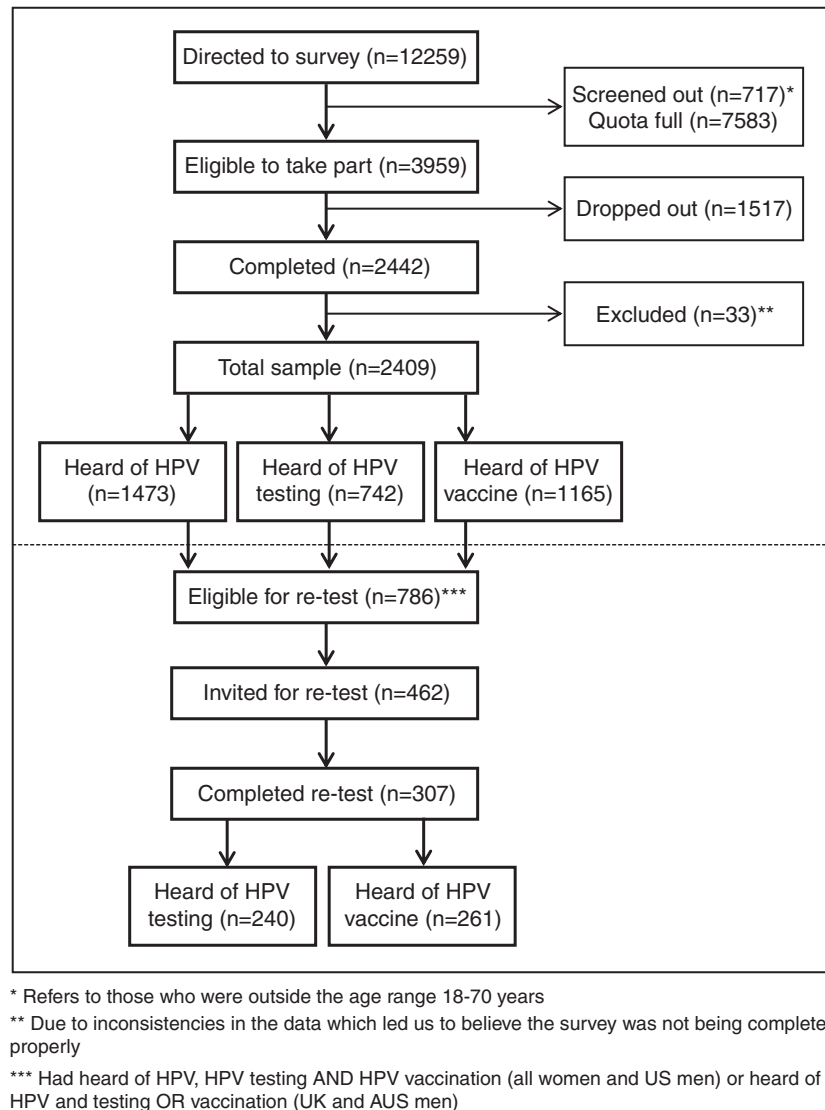 Directed to survey (n=12259)
Screened out (n=717)*
Quota full (n=7583)
Eligible to take part (n=3959)
Dropped out (n=1517)
Completed (n=2442)
Excluded (n=33)**
Total sample (n=2409)
Heard of HPV
(n=1473)
Heard of HPV
testing (n=742)
Heard of HPV
vaccine (n=1165)
Eligible for re-test (n=786)***
Invited for re-test (n=462)
Completed re-test (n=307)
Heard of HPV
testing (n=240)
Heard of HPV
vaccine (n=261)
* Refers to those who were outside the age range 18-70 years
** Due to inconsistencies in the data which led us to believe the survey was not being complete
properly
*** Had heard of HPV, HPV testing AND HPV vaccination (all women and US men) or heard of
HPV and testing OR vaccination (UK and AUS men)